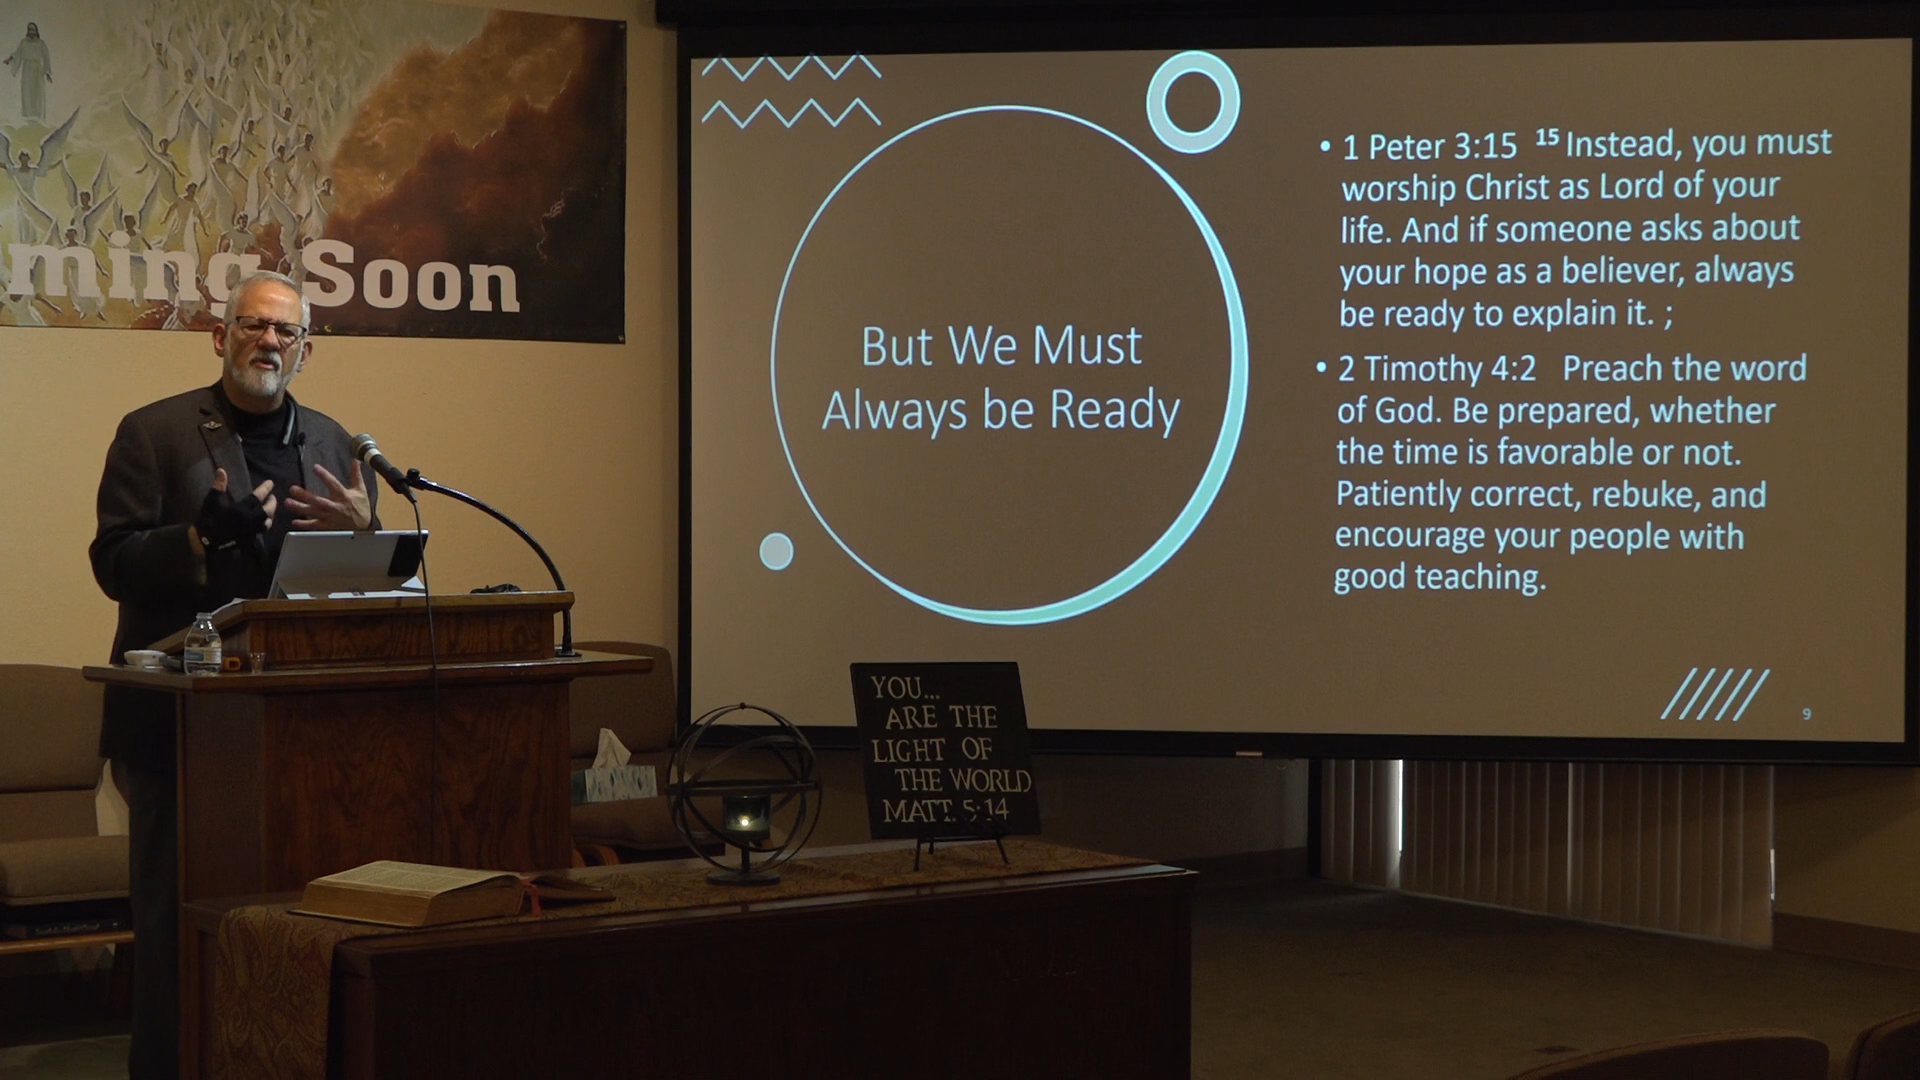 ming Soon
But We Must
Always be Ready
• 1 Peter 3:15 ¹⁵ Instead, you must
worship Christ as Lord of your
life. And if someone asks about
your hope as a believer, always
be ready to explain it. ;
• 2 Timothy 4:2 Preach the word
of God. Be prepared, whether
the time is favorable or not.
Patiently correct, rebuke, and
encourage your people with
good teaching.
9
YOU...
ARE THE
LIGHT OF
THE WORLD
MATT. 5:14